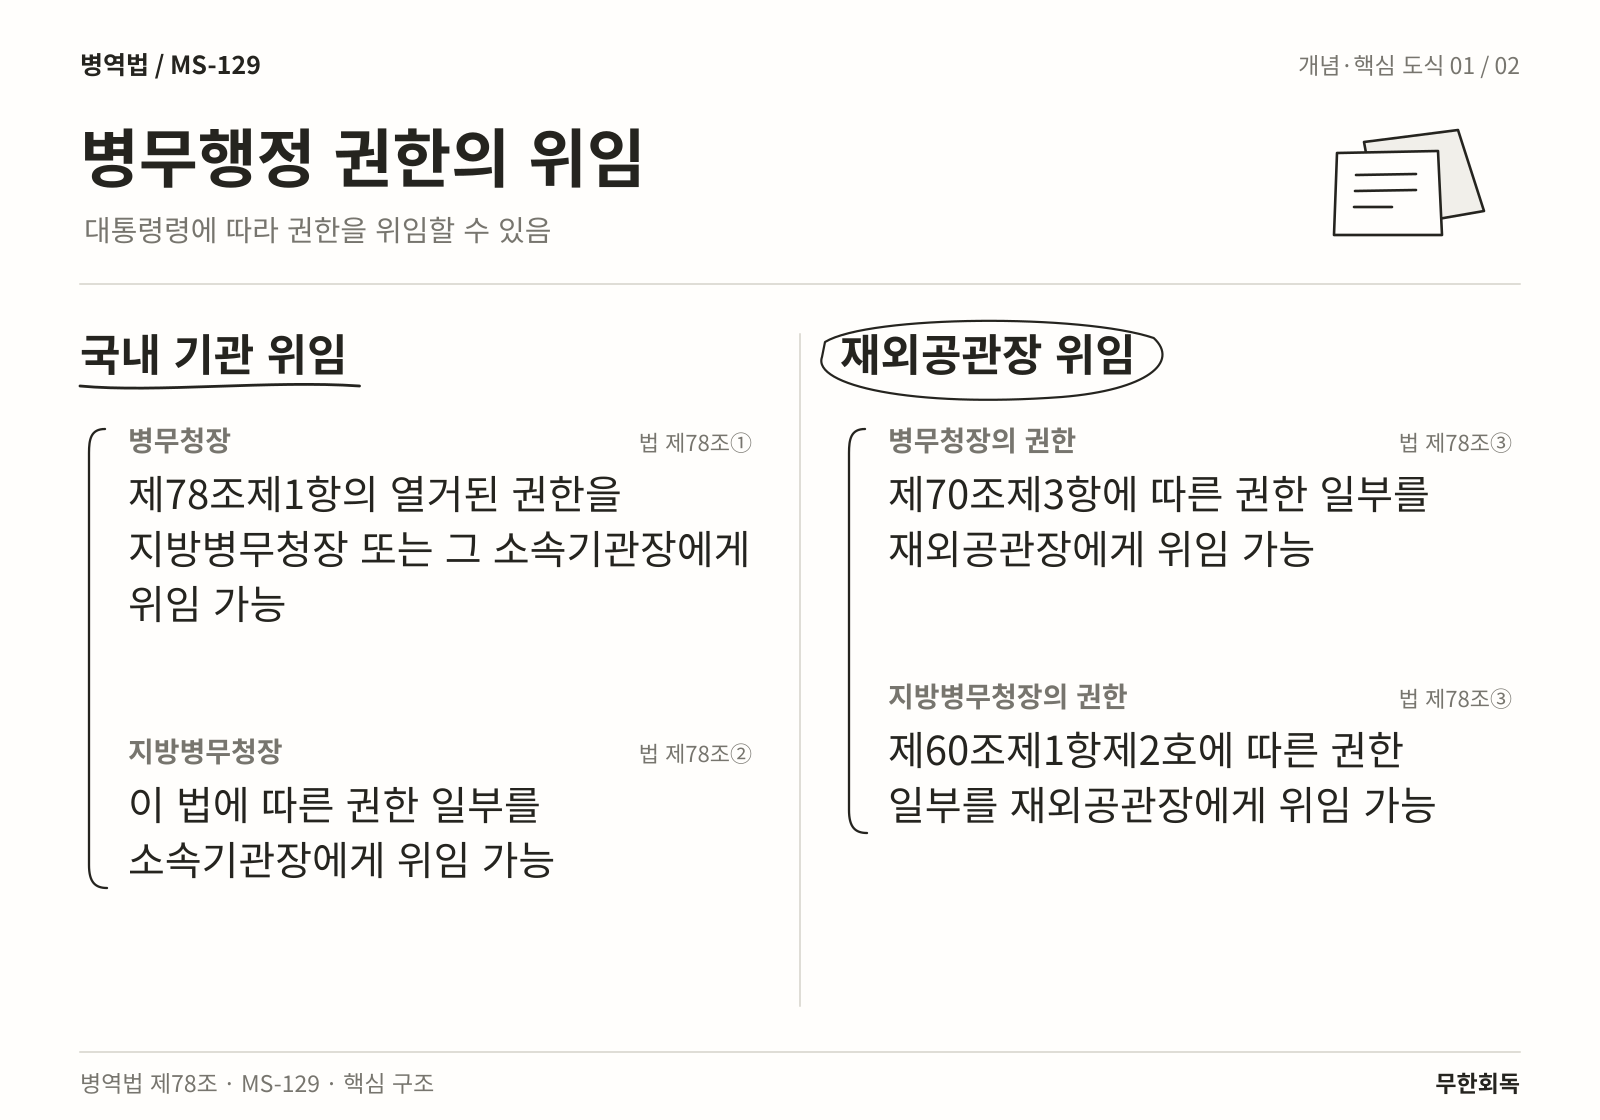 병역법 / MS-129
개념·핵심 도식 01 / 02
병무행정 권한의 위임
대통령령에 따라 권한을 위임할 수 있음
국내 기관 위임
병무청장
법 제78조①
제78조제1항의 열거된 권한을
지방병무청장 또는 그 소속기관장에게
위임 가능
지방병무청장
법 제78조②
이 법에 따른 권한 일부를
소속기관장에게 위임 가능
재외공관장 위임
병무청장의 권한
법 제78조③
제70조제3항에 따른 권한 일부를
재외공관장에게 위임 가능
지방병무청장의 권한
법 제78조③
제60조제1항제2호에 따른 권한
일부를 재외공관장에게 위임 가능
병역법 제78조 · MS-129 · 핵심 구조
무한회독